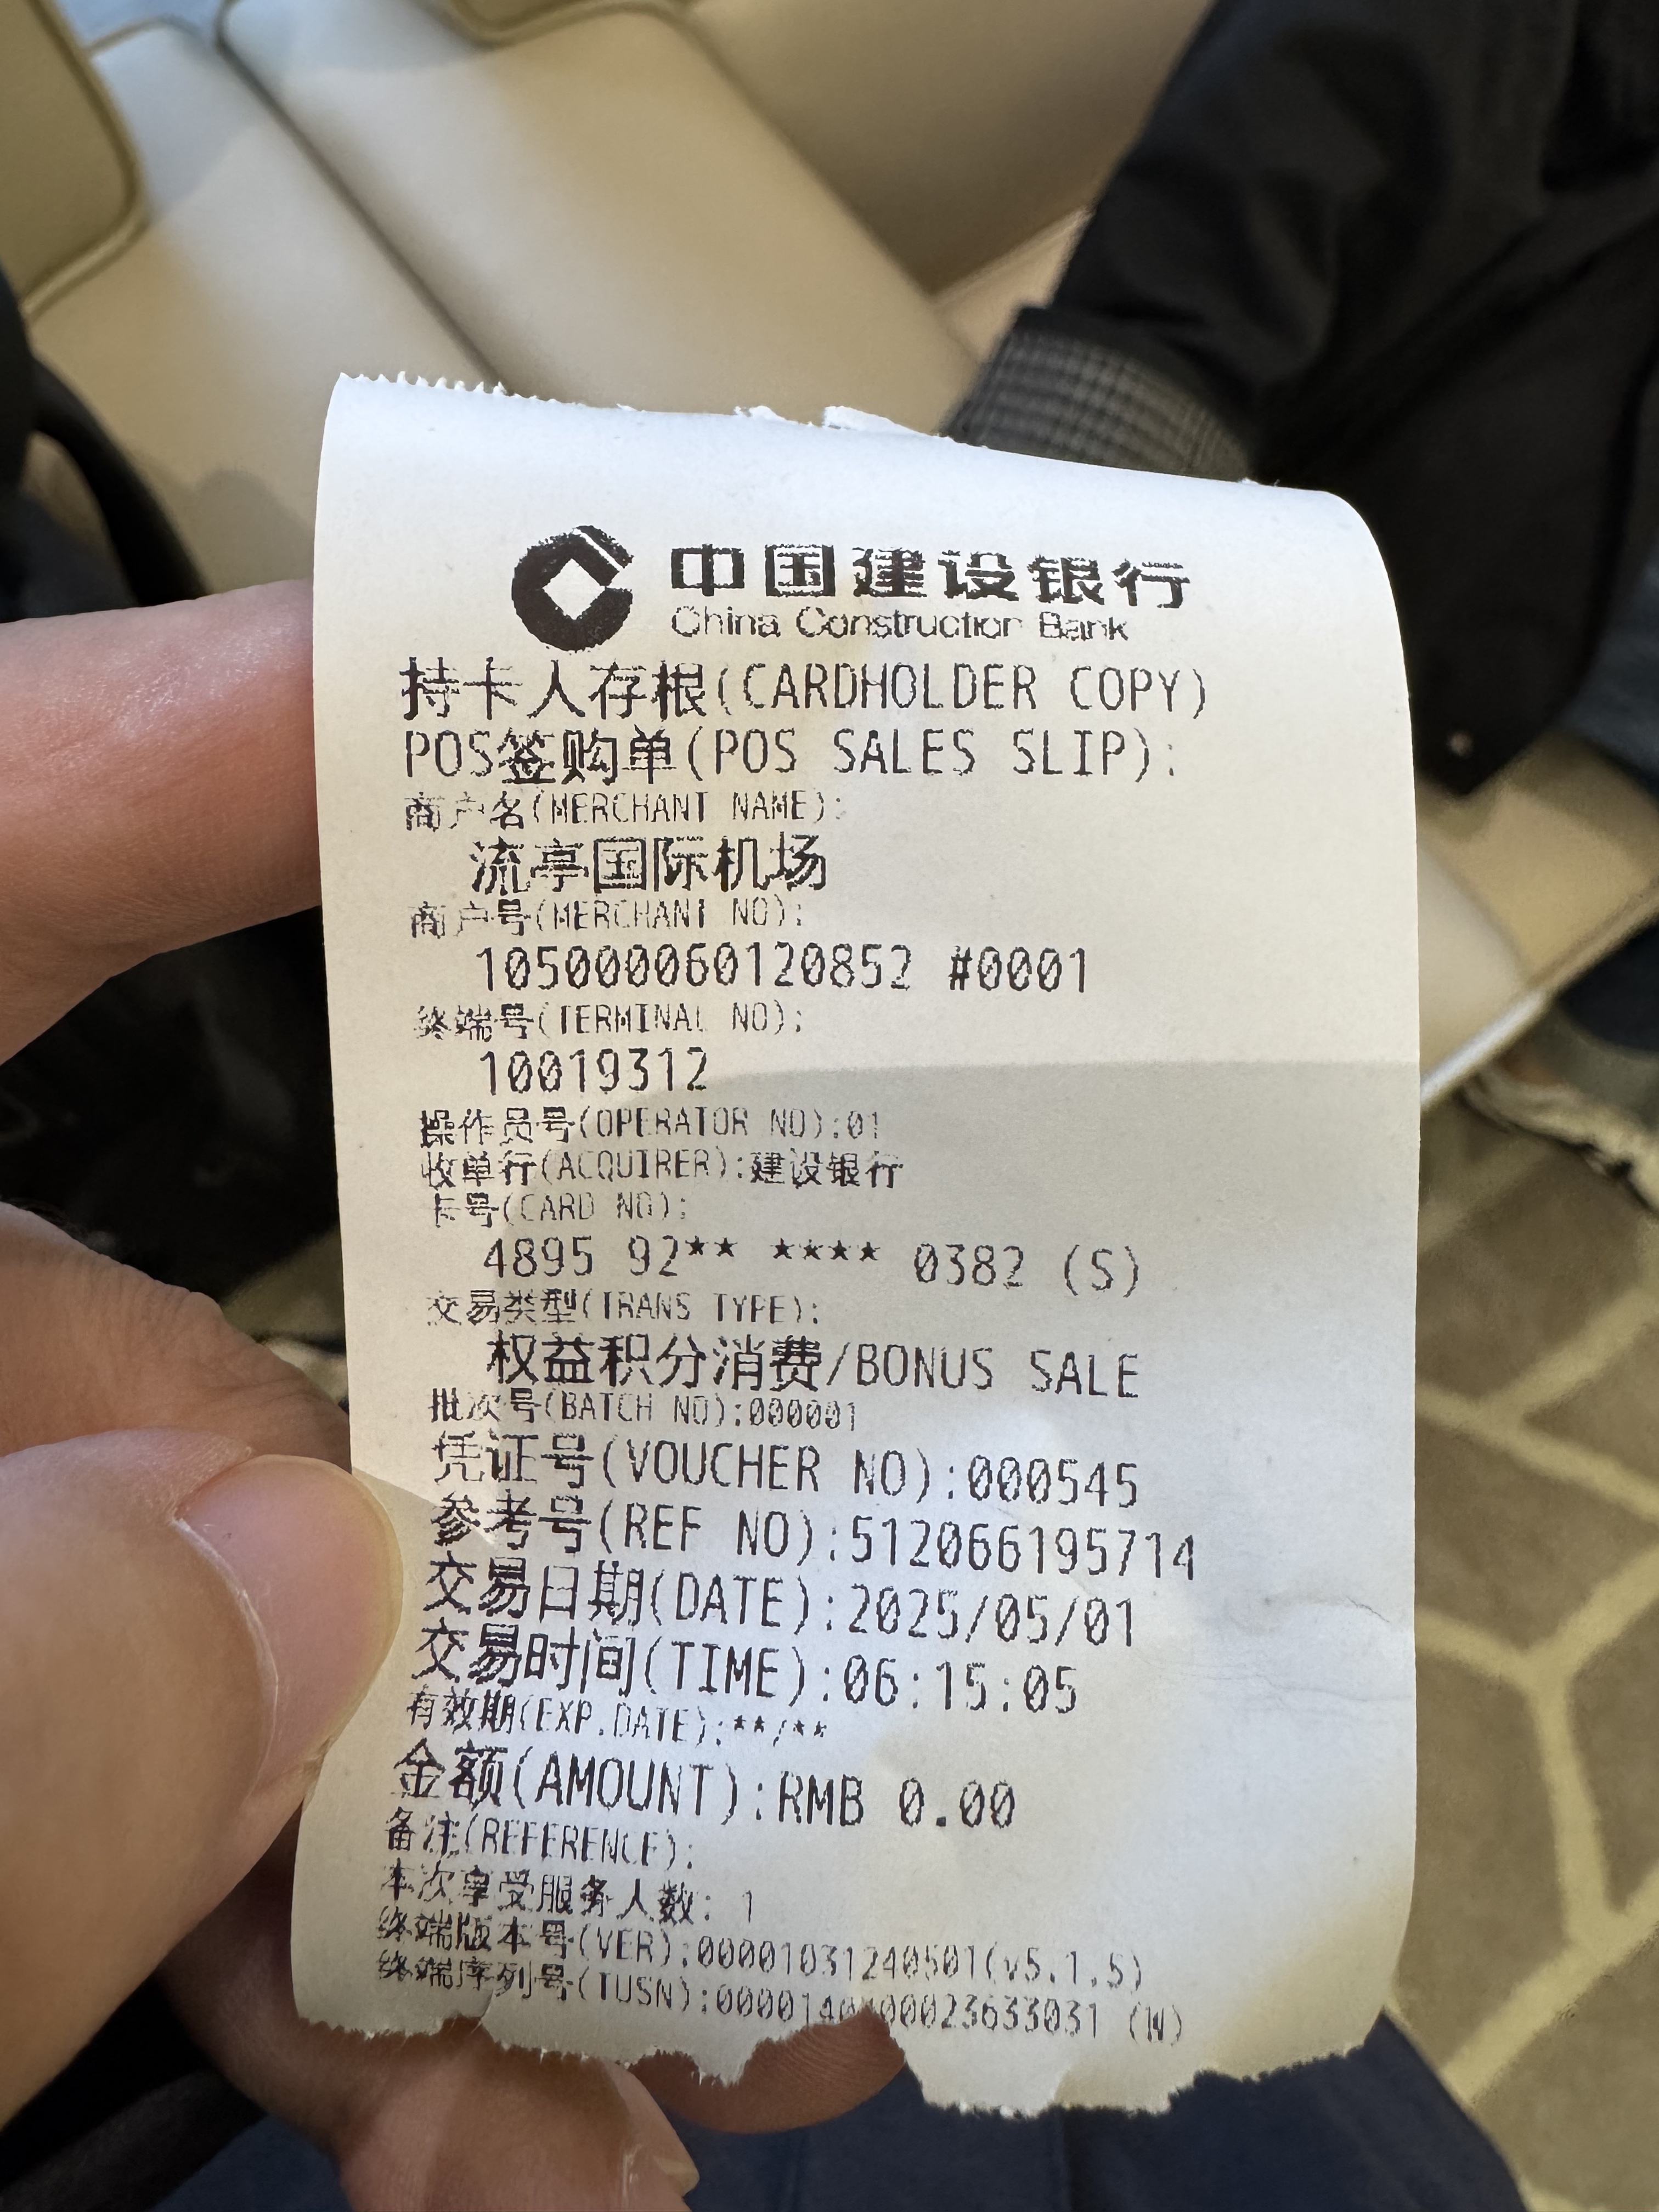 中国建设银行
China Construction Bank
持卡人存根(CARDHOLDER COPY)
POS签购单(POS SALES SLIP):
商户名(MERCHANT NAME):
流亭国际机场
商户号(MERCHANT NO):
105000060120852 #0001
终端号(TERMINAL NO):
10019312
操作员号(OPERATOR NO):01
收单行(ACQUIRER):建设银行
卡号(CARD NO):
4895 92** **** 0382 (S)
交易类型(TRANS TYPE):
权益积分消费/BONUS SALE
批次号(BATCH NO):000001
凭证号(VOUCHER NO):000545
参考号(REF NO):512066195714
交易日期(DATE):2025/05/01
交易时间(TIME):06:15:05
有效期(EXP.DATE):**/**
金额(AMOUNT):RMB 0.00
备注(REFERENCE):
本次享受服务人数: 1
终端版本号(VER):00001031240501(v5.1.5)
终端序列号(TUSN): (W)